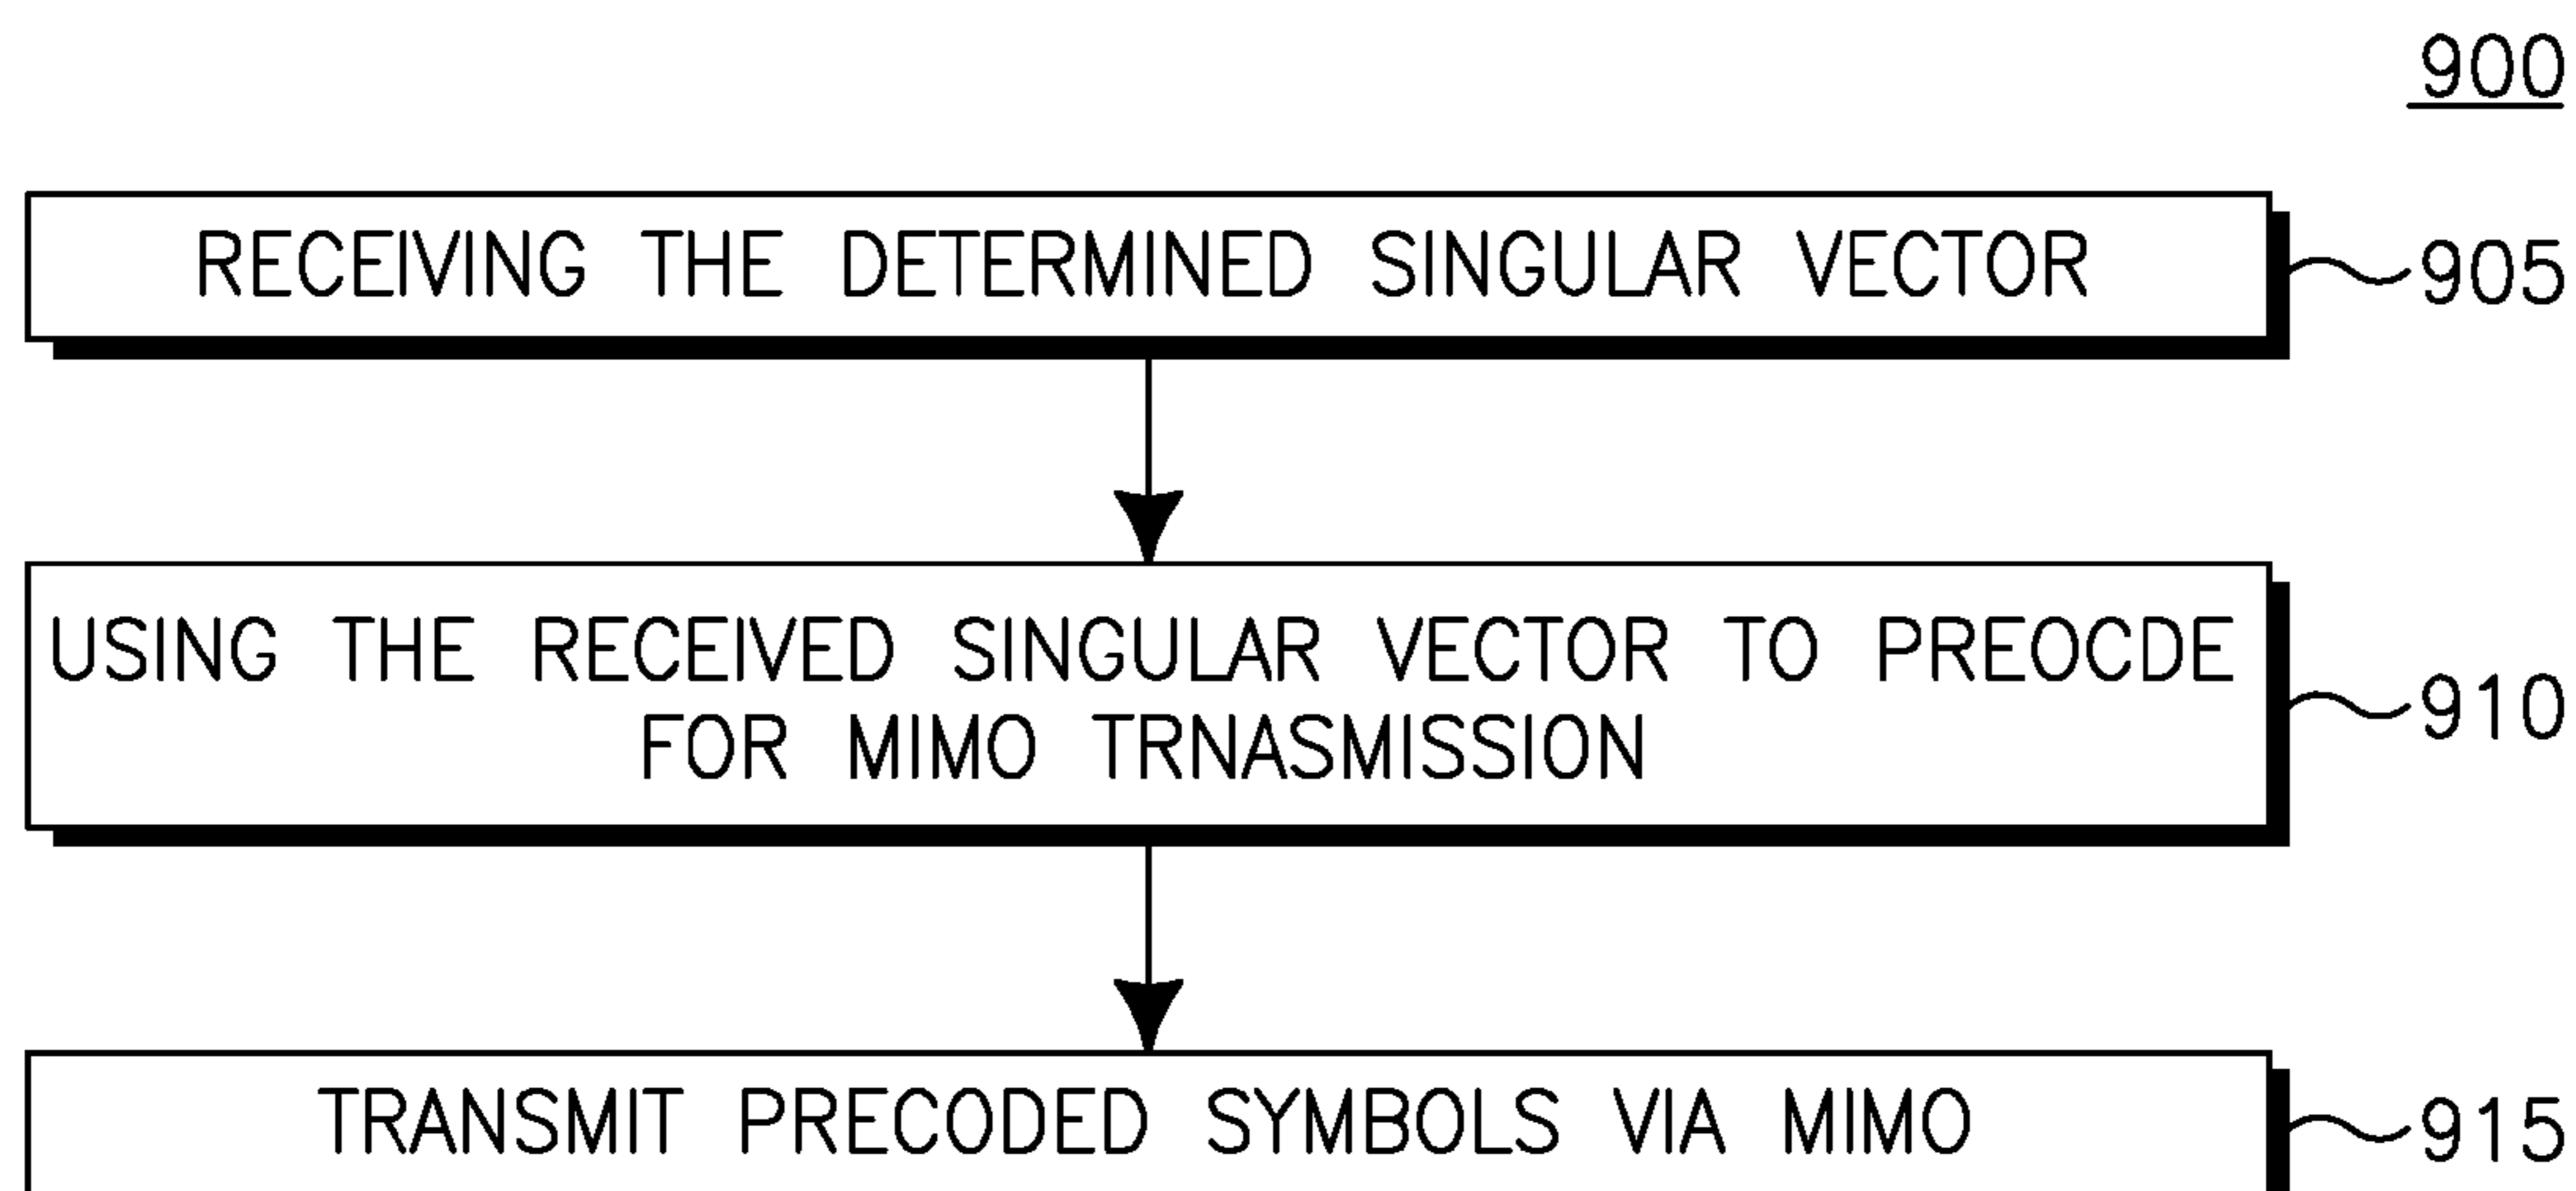 900
RECEIVING THE DETERMINED SINGULAR VECTOR
905
USING THE RECEIVED SINGULAR VECTOR TO PREOCDE
FOR MIMO TRNASMISSION
910
TRANSMIT PRECODED SYMBOLS VIA MIMO
915